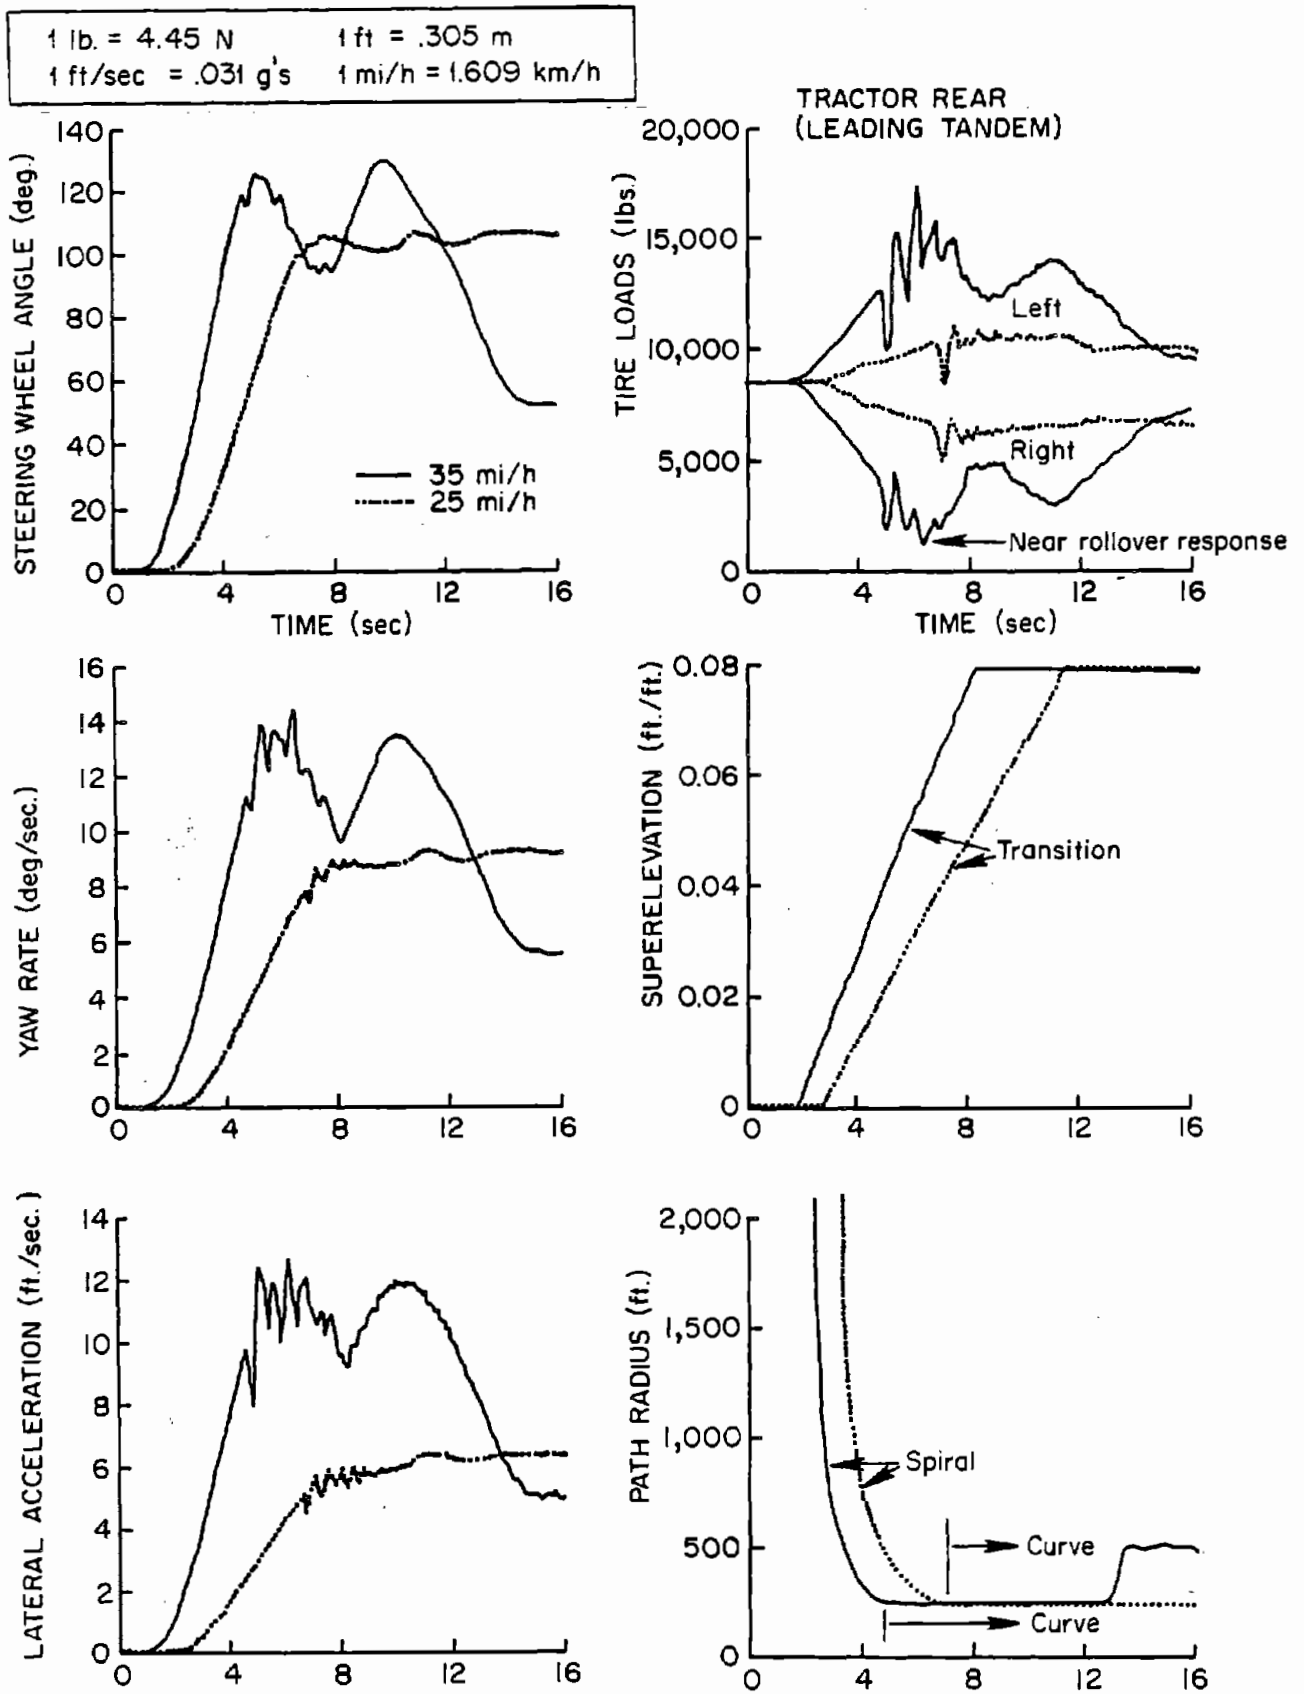 1 lb. = 4.45 N 1 ft = .305 m
1 ft/sec = .031 g's 1 mi/h = 1.609 km/h
STEERING WHEEL ANGLE (deg.)
140
120
100
80
60
40
20
0
35 mi/h
25 mi/h
0 4 8 12 16
TIME (sec)
TRACTOR REAR
(LEADING TANDEM)
TIRE LOADS (lbs.)
20,000
15,000
10,000
5,000
0
Left
Right
Near rollover response
0 4 8 12 16
TIME (sec)
YAW RATE (deg/sec.)
16
14
12
10
8
6
4
2
0
0 4 8 12 16
SUPERELEVATION (ft./ft.)
0.08
0.06
0.04
0.02
0
Transition
0 4 8 12 16
LATERAL ACCELERATION (ft./sec.)
14
12
10
8
6
4
2
0
0 4 8 12 16
PATH RADIUS (ft.)
2,000
1,500
1,000
500
0
Spiral
Curve
Curve
0 4 8 12 16